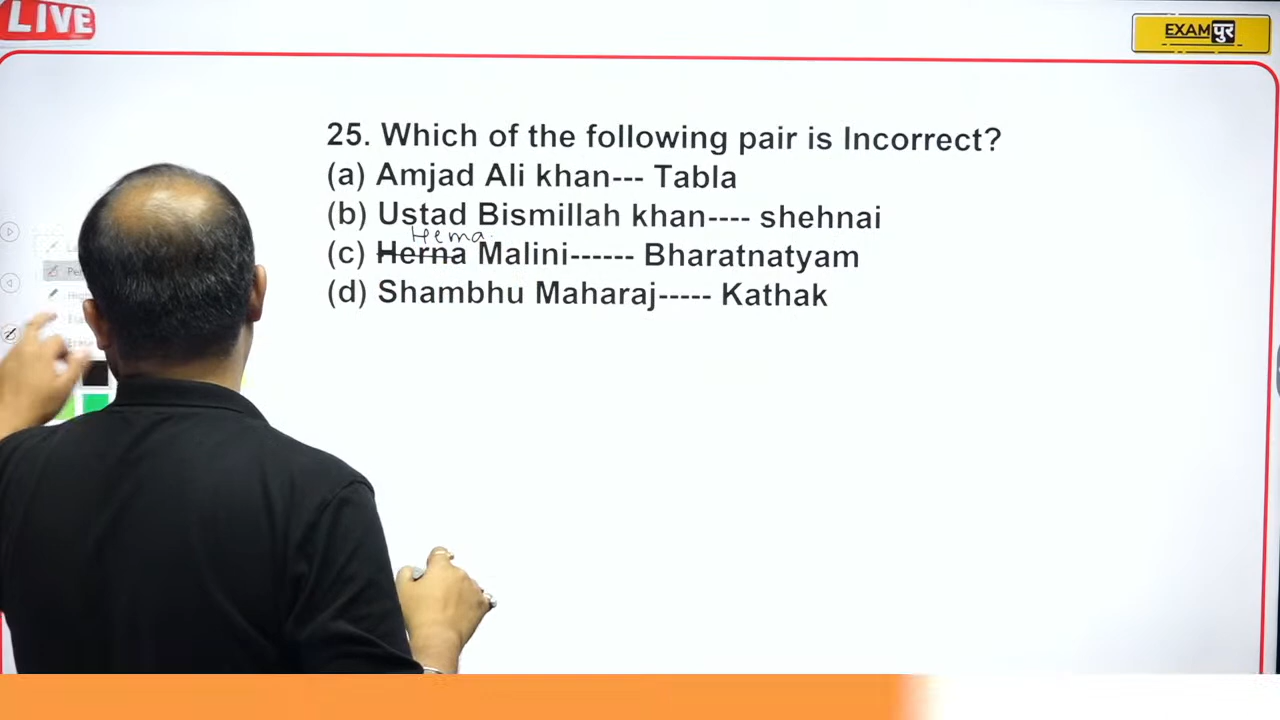 LIVE
EXAMपुर
25. Which of the following pair is Incorrect?
(a) Amjad Ali khan--- Tabla
(b) Ustad Bismillah khan---- shehnai
Hema
(c) Herna Malini------ Bharatnatyam
(d) Shambhu Maharaj----- Kathak